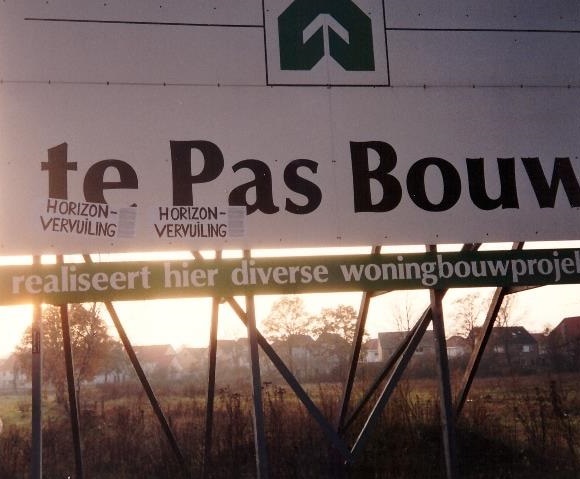 te Pas Bouw
HORIZON-
VERVUILING
HORIZON-
VERVUILING
realiseert hier diverse woningbouwproje